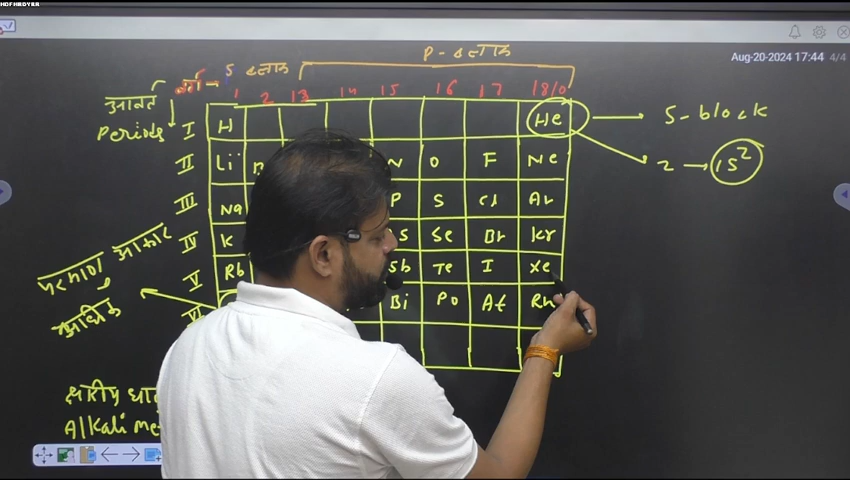 Aug-20-2024 17:44 4/4
P-ब्लाक
वर्ग S ब्लाक
1 2 13 14 15 16 17 18/0
आवर्त
Periods
I H He
S-block
II Li N O F Ne
2 → 1S²
III Na P S Cl Ar
IV K S Se Br Kr
परमाणु आकार
V Rb Sb Te I Xe
अधिक
VI Bi Po At Rn
क्षारीय धा
Alkali Me